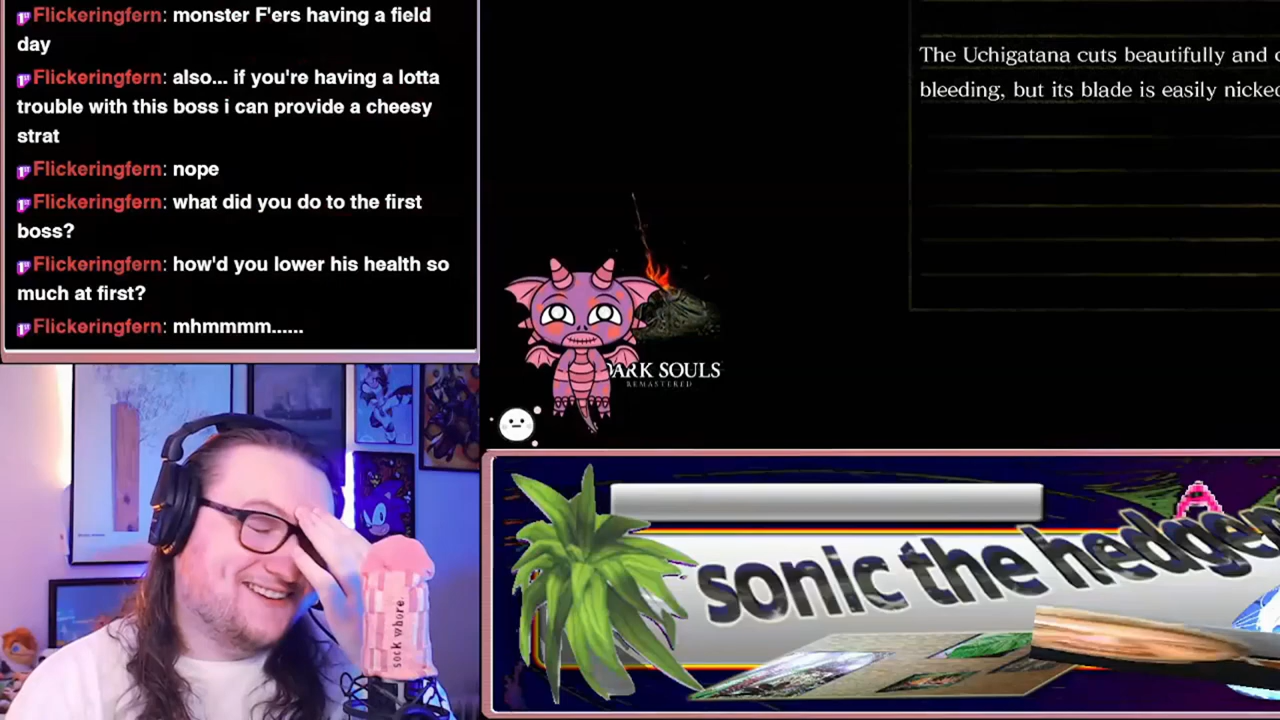 Flickeringfern: monster F'ers having a field
day
Flickeringfern: also... if you're having a lotta
trouble with this boss i can provide a cheesy
strat
Flickeringfern: nope
Flickeringfern: what did you do to the first
boss?
Flickeringfern: how'd you lower his health so
much at first?
Flickeringfern: mhmmmm......
The Uchigatana cuts beautifully and
bleeding, but its blade is easily nicked
DARK SOULS
REMASTERED
sock whore.
sonic the hedge